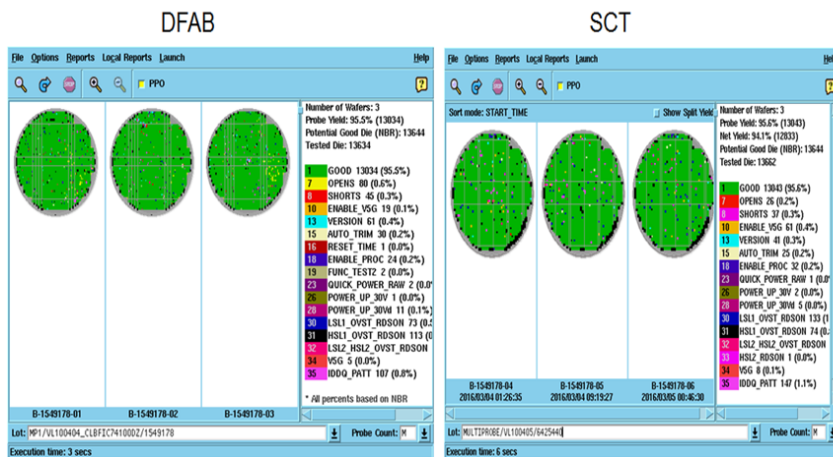 DFAB
File Options Reports Local Reports Launch Help
PPO
Number of Wafers: 3
Probe Yield: 95.5% (13034)
Potential Good Die (NBR): 13644
Tested Die: 13634
1 GOOD 13034 (95.5%)
7 OPENS 80 (0.6%)
8 SHORTS 45 (0.3%)
10 ENABLE_V5G 19 (0.1%)
13 VERSION 61 (0.4%)
15 AUTO_TRIM 30 (0.2%)
16 RESET_TIME 1 (0.0%)
18 ENABLE_PROC 24 (0.2%)
19 FUNC_TEST2 2 (0.0%)
23 QUICK_POWER_RAW 2 (0.0
26 POWER_UP_30V 1 (0.0%)
28 POWER_UP_30Vd 11 (0.1%)
30 LSL1_OVST_RDSON 73 (0.
31 HSL1_OVST_RDSON 113 (
32 LSL2_HSL2_OVST_RDSON
34 V5G 5 (0.0%)
35 IDDQ_PATT 107 (0.8%)
* All percents based on NBR
B-1549178-01 B-1549178-02 B-1549178-03
Lot: MP1/VL100404_CLBFIC74100DZ/1549178 Probe Count: M
Execution time: 3 secs
SCT
File Options Reports Local Reports Launch Hel
PPO
Sort mode: START_TIME Show Split Yield
Number of Wafers: 3
Probe Yield: 95.6% (13043)
Net Yield: 94.1% (12833)
Potential Good Die (NBR): 13644
Tested Die: 13662
1 GOOD 13043 (95.6%)
7 OPENS 26 (0.2%)
8 SHORTS 37 (0.3%)
10 ENABLE_V5G 61 (0.4%)
13 VERSION 41 (0.3%)
15 AUTO_TRIM 25 (0.2%)
18 ENABLE_PROC 32 (0.2%)
23 QUICK_POWER_RAW 1 (0.0
26 POWER_UP_30V 2 (0.0%)
28 POWER_UP_30Vd 5 (0.0%)
30 LSL1_OVST_RDSON 133 (1
31 HSL1_OVST_RDSON 74 (0.
32 LSL2_HSL2_OVST_RDSON
33 HSL2_RDSON 1 (0.0%)
34 V5G 8 (0.1%)
35 IDDQ_PATT 147 (1.1%)
B-1549178-04 B-1549178-05 B-1549178-06
2016/03/04 01:26:35 2016/03/04 09:19:27 2016/03/05 00:46:30
Lot: MULTIPROBE/VL100405/6425440 Probe Count: M
Execution time: 6 secs